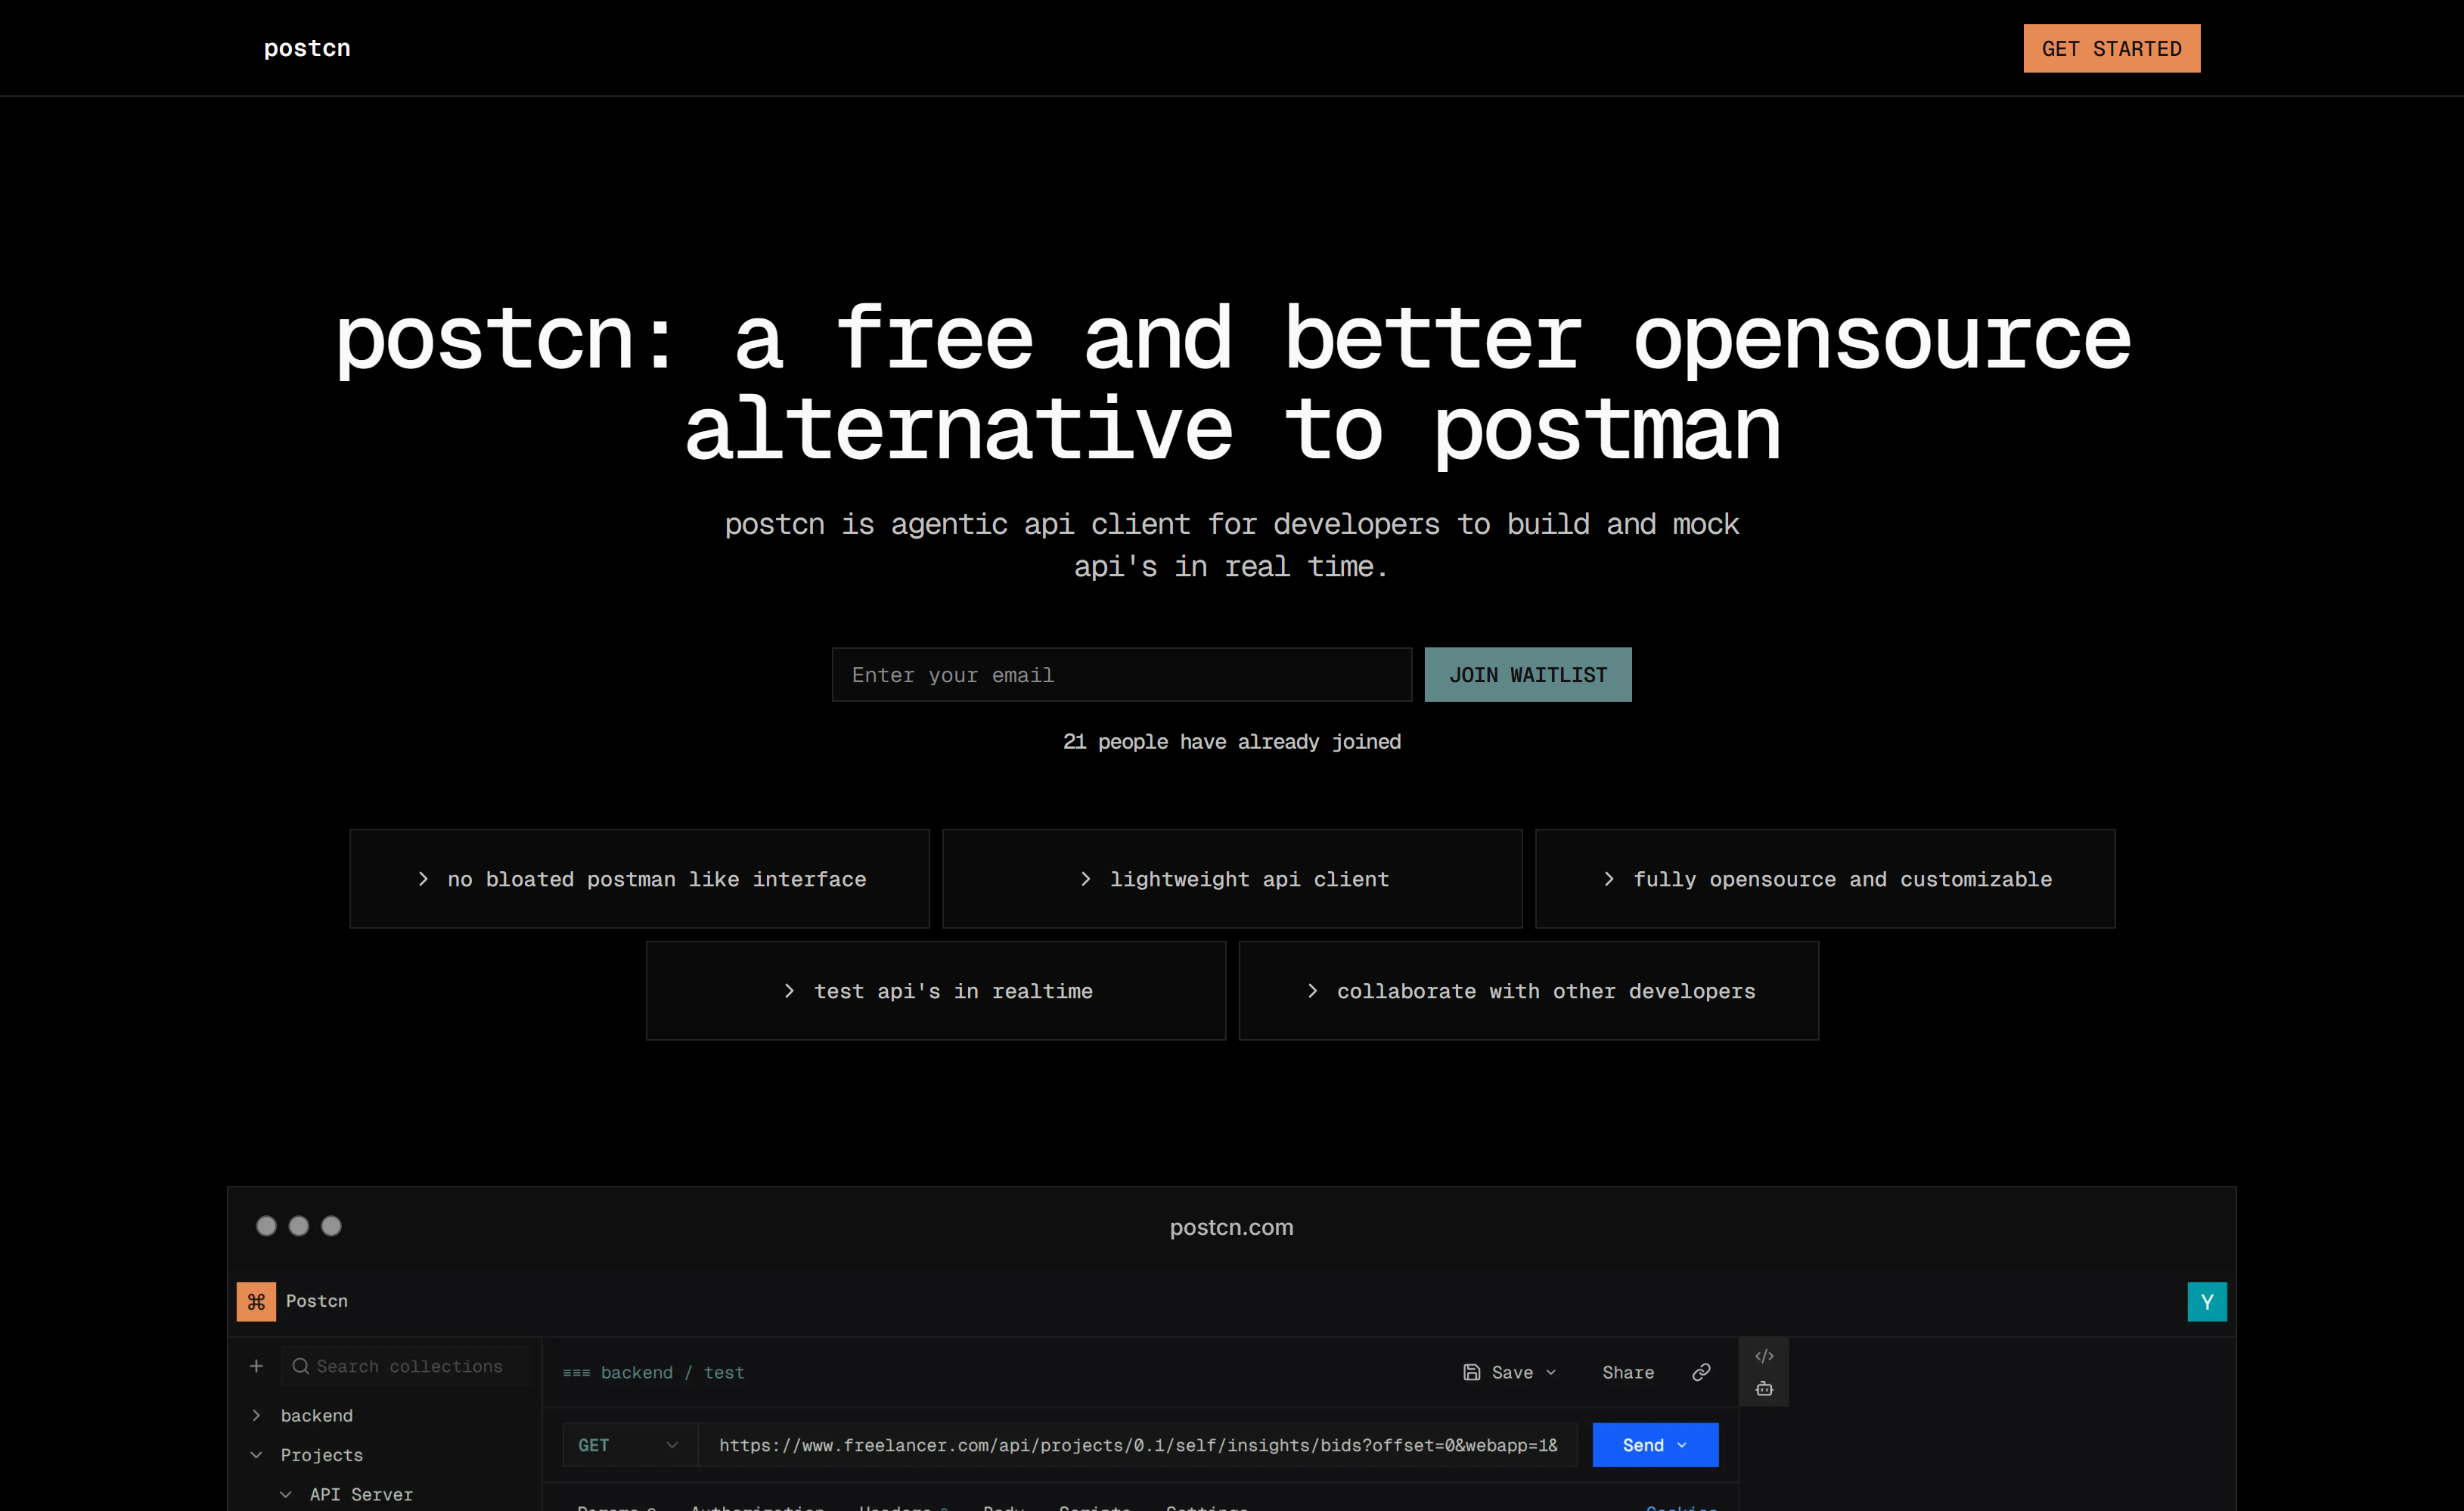 postcn
GET STARTED
postcn: a free and better opensource
alternative to postman
postcn is agentic api client for developers to build and mock
api's in real time.
Enter your email
JOIN WAITLIST
21 people have already joined
no bloated postman like interface
lightweight api client
fully opensource and customizable
test api's in realtime
collaborate with other developers
postcn.com
Postcn
Y
Search collections
backend / test
Save
Share
backend
GET
https://www.freelancer.com/api/projects/0.1/self/insights/bids?offset=0&webapp=1&
Send
Projects
API Server